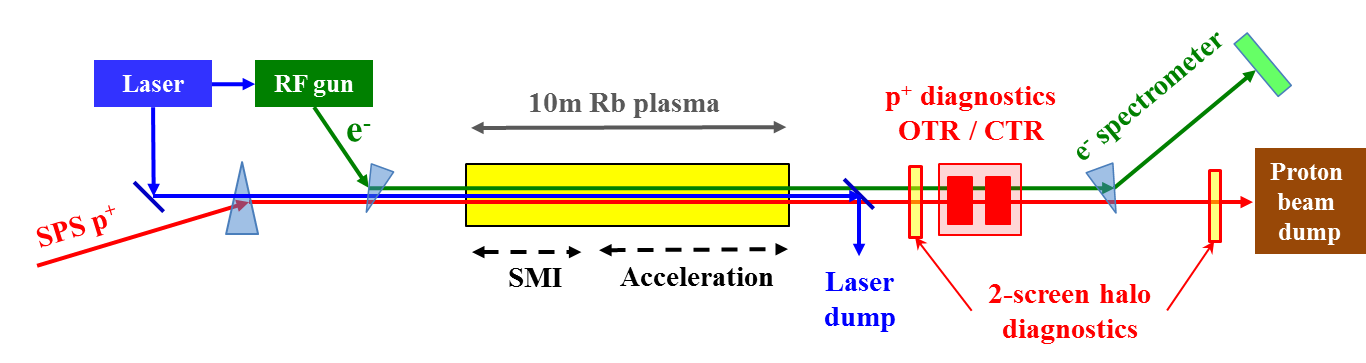 Laser
RF gun
e-
SPS p+
10m Rb plasma
SMI
Acceleration
Laser
dump
p+ diagnostics
OTR / CTR
e- spectrometer
2-screen halo
diagnostics
Proton
beam
dump